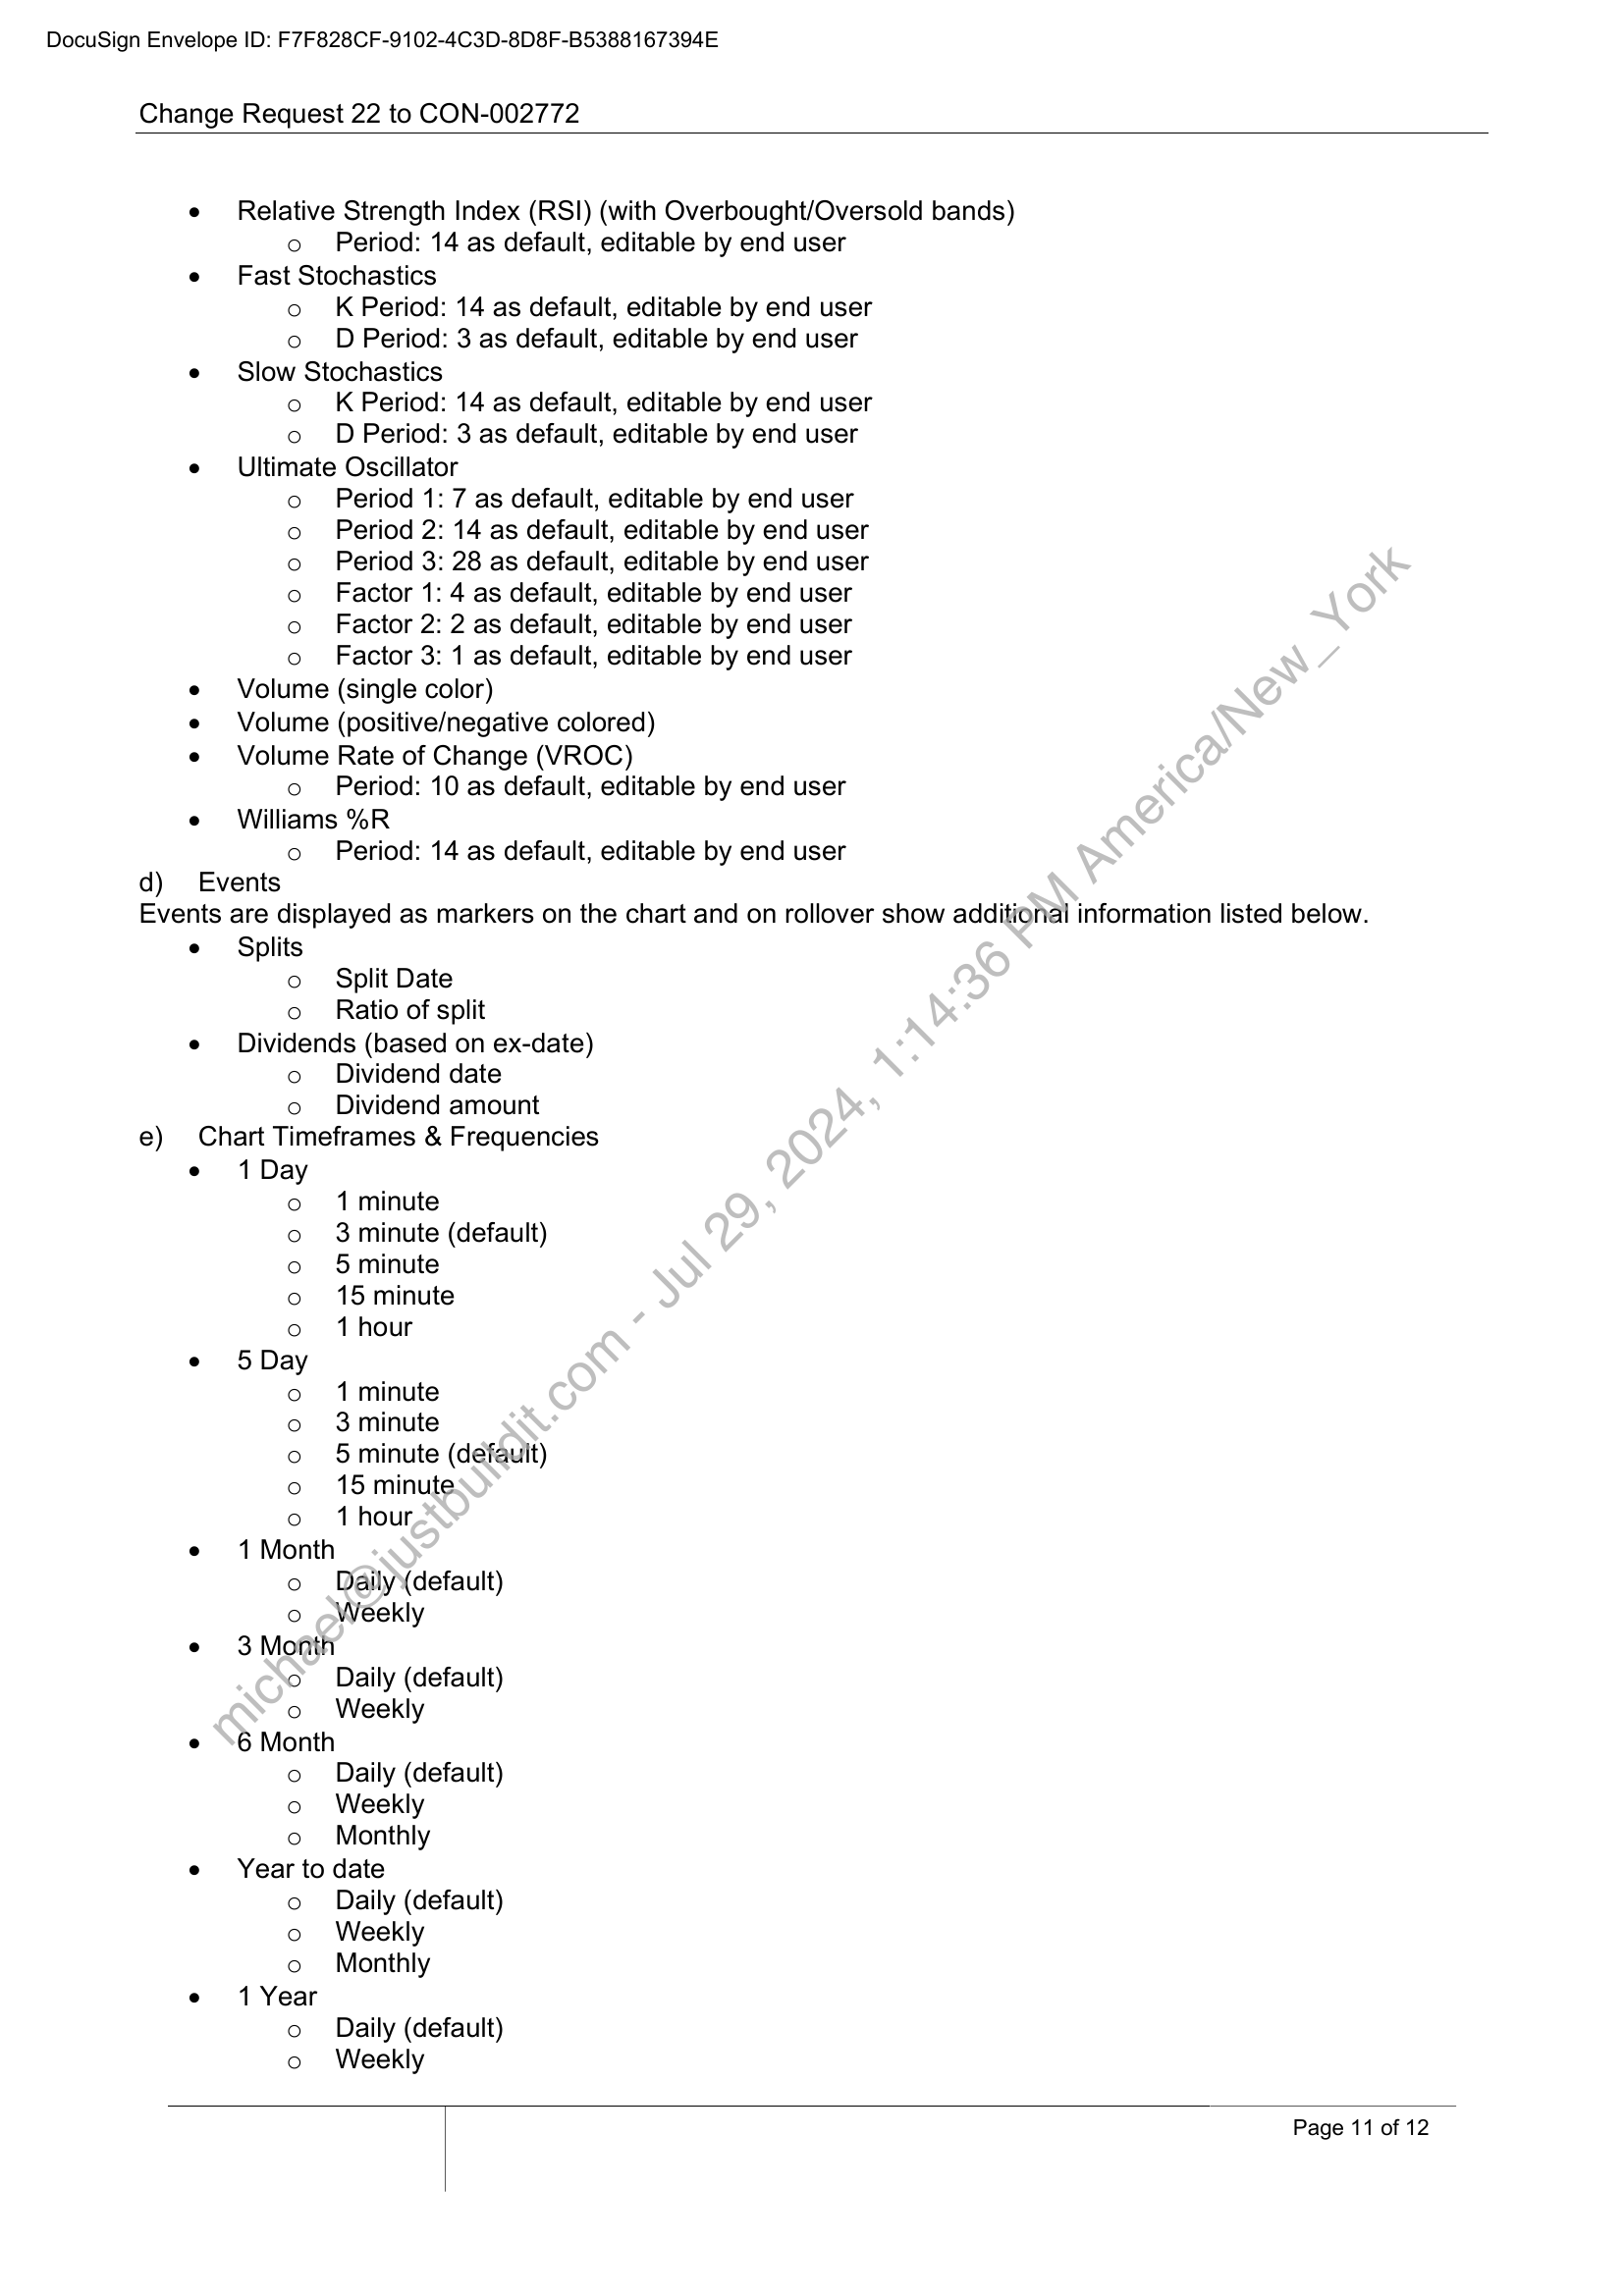 DocuSign Envelope ID: F7F828CF-9102-4C3D-8D8F-B5388167394E
Change Request 22 to CON-002772
• Relative Strength Index (RSI) (with Overbought/Oversold bands)
o Period: 14 as default, editable by end user
• Fast Stochastics
o K Period: 14 as default, editable by end user
o D Period: 3 as default, editable by end user
• Slow Stochastics
o K Period: 14 as default, editable by end user
o D Period: 3 as default, editable by end user
• Ultimate Oscillator
o Period 1: 7 as default, editable by end user
o Period 2: 14 as default, editable by end user
o Period 3: 28 as default, editable by end user
o Factor 1: 4 as default, editable by end user
o Factor 2: 2 as default, editable by end user
o Factor 3: 1 as default, editable by end user
• Volume (single color)
• Volume (positive/negative colored)
• Volume Rate of Change (VROC)
o Period: 10 as default, editable by end user
• Williams %R
o Period: 14 as default, editable by end user
d) Events
Events are displayed as markers on the chart and on rollover show additional information listed below.
• Splits
o Split Date
o Ratio of split
• Dividends (based on ex-date)
o Dividend date
o Dividend amount
e) Chart Timeframes & Frequencies
• 1 Day
o 1 minute
o 3 minute (default)
o 5 minute
o 15 minute
o 1 hour
• 5 Day
o 1 minute
o 3 minute
o 5 minute (default)
o 15 minute
o 1 hour
• 1 Month
o Daily (default)
o Weekly
• 3 Month
o Daily (default)
o Weekly
• 6 Month
o Daily (default)
o Weekly
o Monthly
• Year to date
o Daily (default)
o Weekly
o Monthly
• 1 Year
o Daily (default)
o Weekly
Page 11 of 12
michael@justbuildit.com - Jul 29, 2024, 1:14:36 PM America/New_York